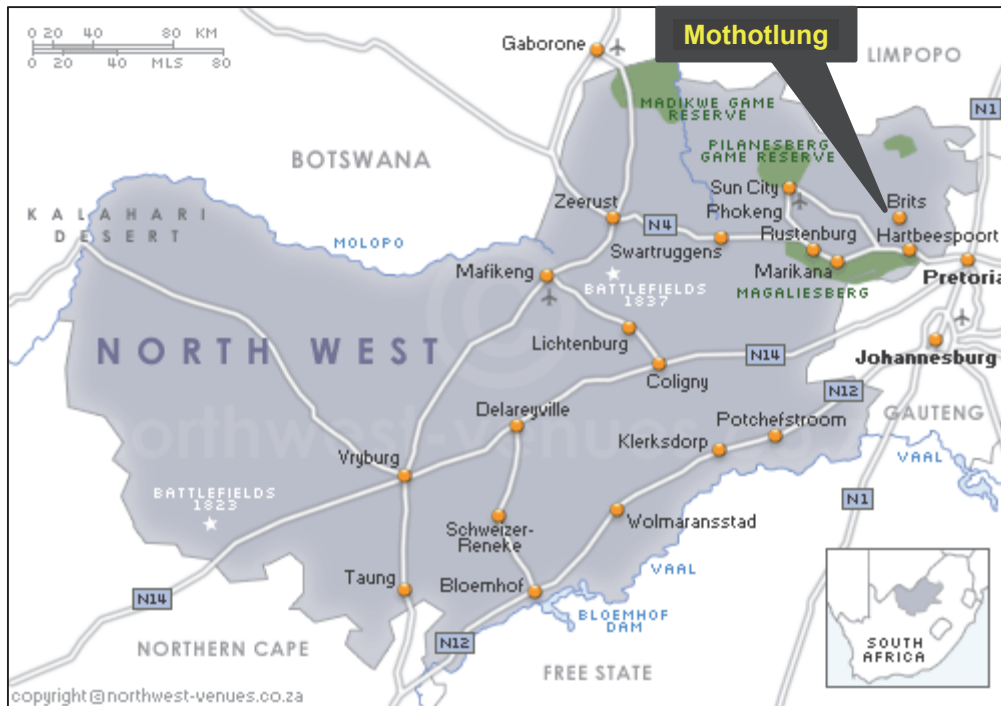 0 20 40 80 KM
0 20 40 MLS 80
Gaborone
Mothotlung
LIMPOPO
N1
MADIKWE GAME
RESERVE
BOTSWANA
PILANESBERG
GAME RESERVE
Sun City
Phokeng
Brits
KALAHARI
DESERT
Zeerust
N4
Swartruggens
Rustenburg
Hartbeespoort
MOLOPO
Mafikeng
BATTLEFIELDS
1837
Marikana
MAGALIESBERG
Pretoria
NORTH WEST
Lichtenburg
Coligny
N14
Johannesburg
N12
GAUTENG
Delareyville
Potchefstroom
Klerksdorp
northwest-venues.co.za
Vryburg
VAAL
BATTLEFIELDS
1823
N1
Schweizer-
Reneke
Wolmaransstad
Taung
Bloemhof
VAAL
N14
BLOEMHOF
DAM
N12
NORTHERN CAPE
FREE STATE
SOUTH
AFRICA
copyright@northwest-venues.co.za